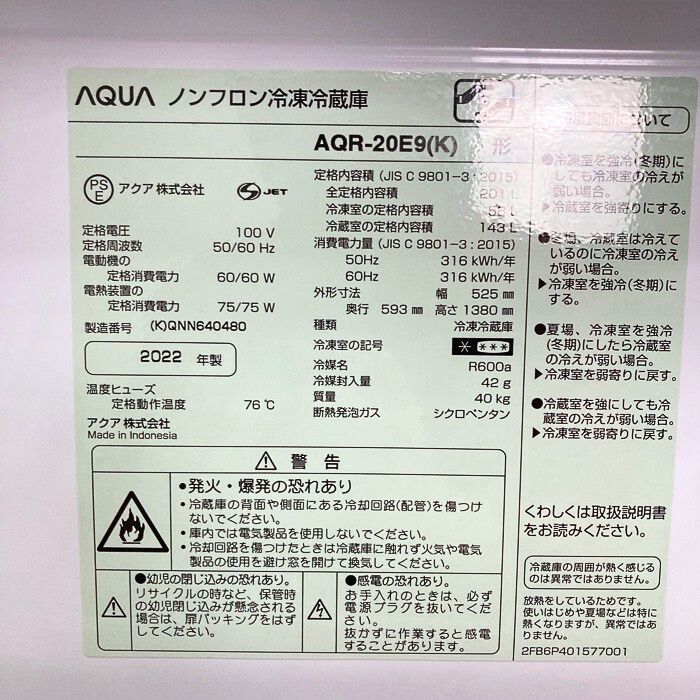 AQUA ノンフロン冷凍冷蔵庫
AQR-20E9(K) 形
PS
E
アクア株式会社
S JET
定格電圧 100 V
定格周波数 50/60 Hz
電動機の
定格消費電力 60/60 W
電熱装置の
定格消費電力 75/75 W
製造番号 (K)QNN640480
2022 年製
温度ヒューズ
定格動作温度 76 ℃
アクア株式会社
Made in Indonesia
定格内容積 (JIS C 9801-3:2015)
全定格内容積 201 L
冷凍室の定格内容積 58 L
冷蔵室の定格内容積 143 L
消費電力量 (JIS C 9801-3:2015)
50Hz 316 kWh/年
60Hz 316 kWh/年
外形寸法 幅 525 mm
奥行 593 mm 高さ 1380 mm
種類 冷凍冷蔵庫
冷凍室の記号 * ***
冷媒名 R600a
冷媒封入量 42 g
質量 40 kg
断熱発泡ガス シクロペンタン
について
●冷凍室を強冷(冬期)に
しても冷凍室の冷えが
弱い場合。
▶冷蔵室を強寄りにする。
●冬場、冷蔵室は冷えて
いるのに冷凍室の冷え
が弱い場合。
▶冷凍室を強冷(冬期)に
する。
●夏場、冷凍室を強冷
(冬期)にしたら冷蔵室
の冷えが弱い場合。
▶冷凍室を弱寄りに戻す。
●冷蔵室を強にしても冷
蔵室の冷えが弱い場合。
▶冷凍室を弱寄りに戻す。
くわしくは取扱説明書
をお読みください。
冷蔵庫の周囲が熱く感じる
のは異常ではありません。
放熱をしているためです。
使いはじめや夏場などは特に
熱くなりますが、異常ではあ
りません。
2FB6P401577001
警告
•発火・爆発の恐れあり
・冷蔵庫の背面や側面にある冷却回路(配管)を傷つけ
ないでください。
・庫内では電気製品を使用しないでください。
・冷却回路を傷つけたときは冷蔵庫に触れず火気や電気
製品の使用を避け窓を開けて換気してください。
●幼児の閉じ込みの恐れあり。
リサイクルの時など、保管時
の幼児閉じ込みが懸念される
場合は、扉パッキングをはず
してください。
●感電の恐れあり。
お手入れのときは、必ず
電源プラグを抜いてくだ
さい。
抜かずに作業すると感電
することがあります。